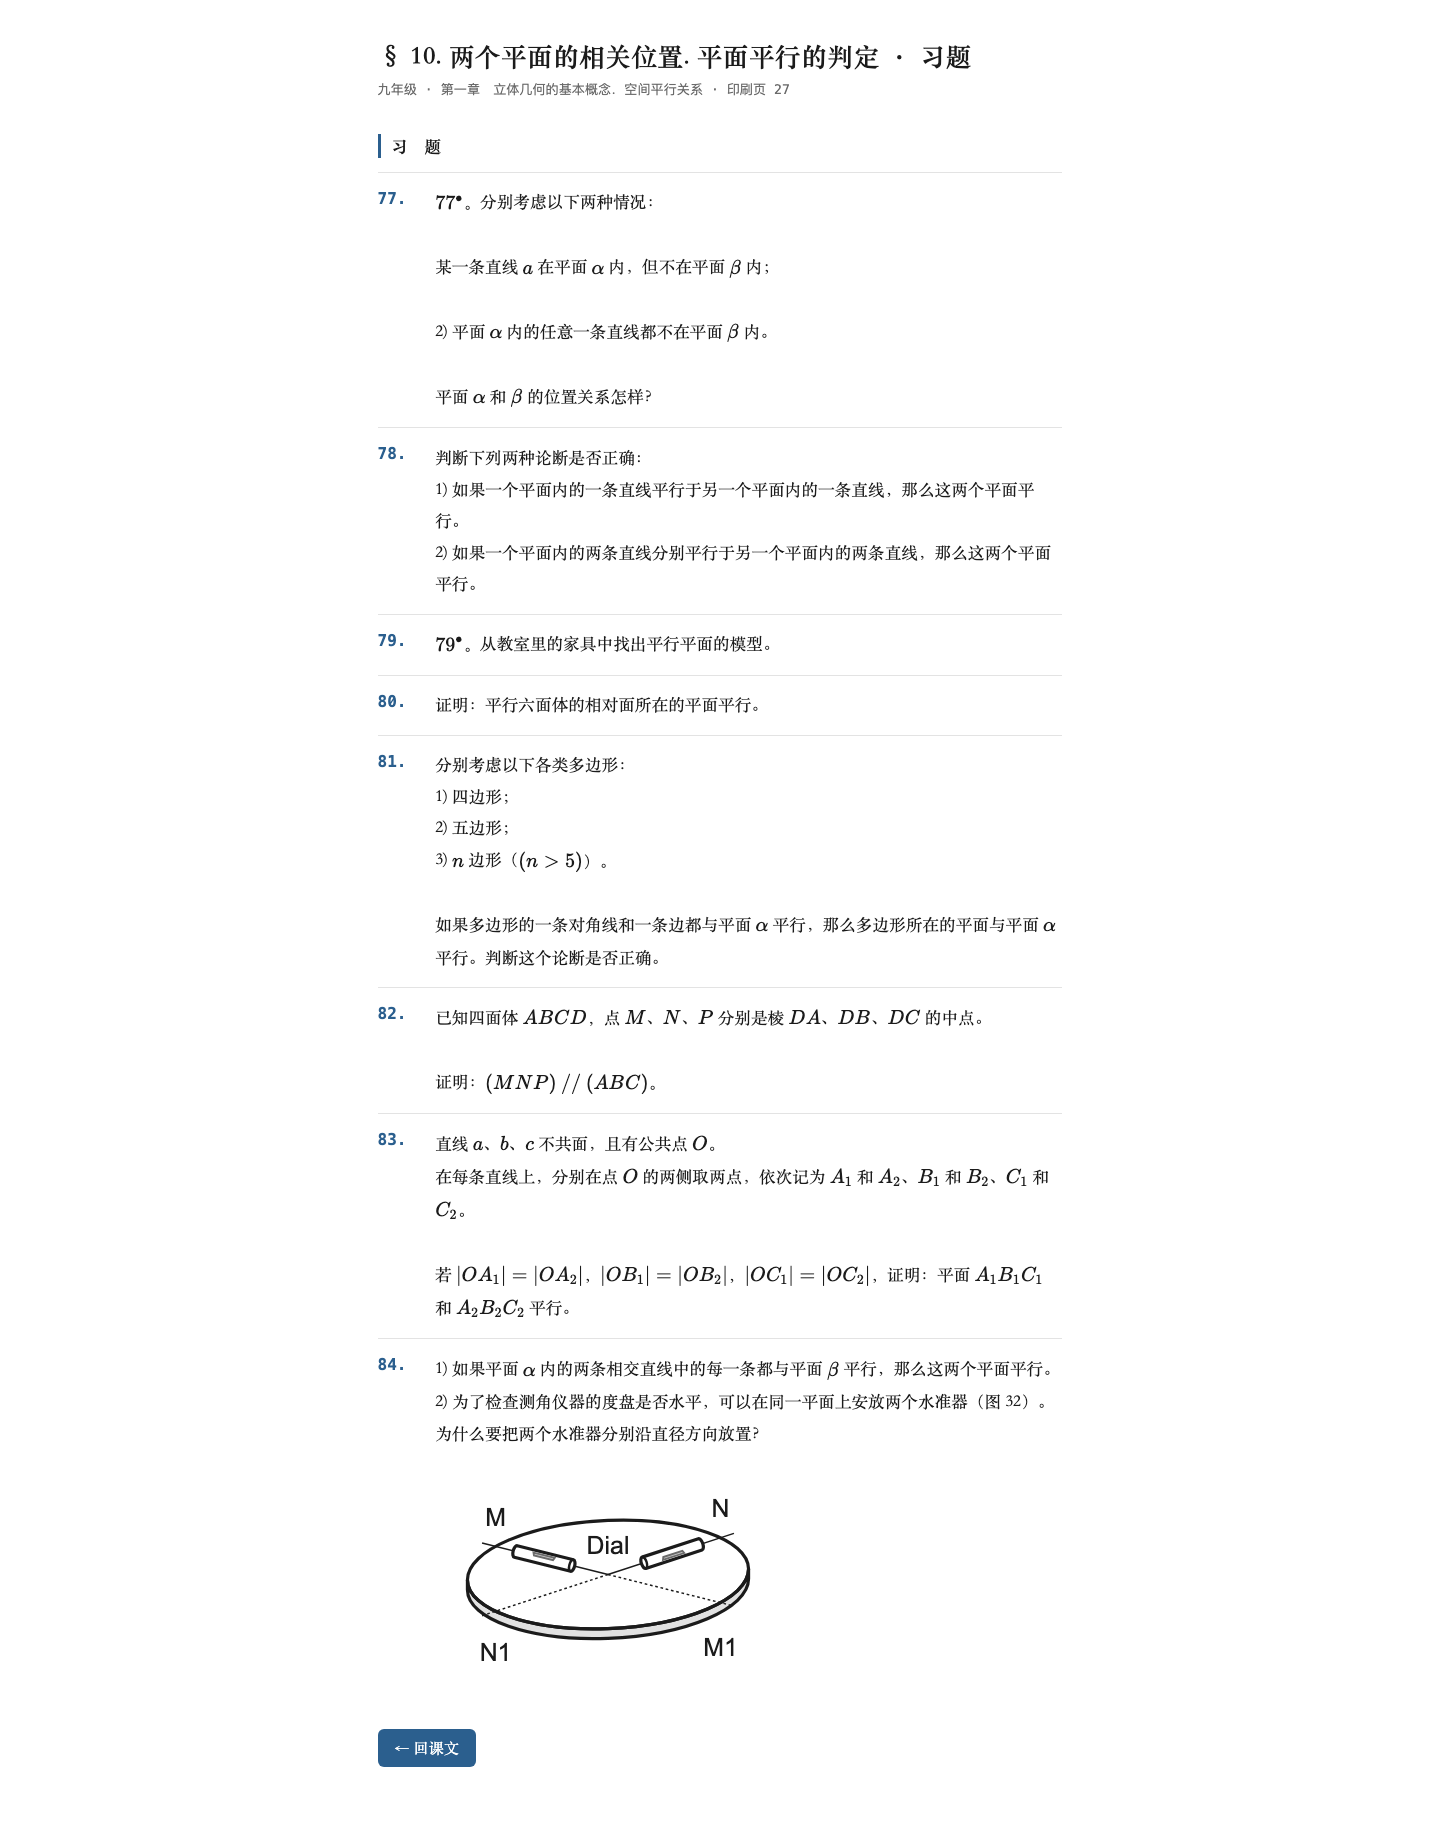 § 10. 两个平面的相关位置. 平面平行的判定 · 习题
九年级 · 第一章 立体几何的基本概念. 空间平行关系 · 印刷页 27
习 题
77. 77•。分别考虑以下两种情况：
某一条直线 a 在平面 α 内，但不在平面 β 内；
2) 平面 α 内的任意一条直线都不在平面 β 内。
平面 α 和 β 的位置关系怎样？
78. 判断下列两种论断是否正确：
1) 如果一个平面内的一条直线平行于另一个平面内的一条直线，那么这两个平面平
行。
2) 如果一个平面内的两条直线分别平行于另一个平面内的两条直线，那么这两个平面
平行。
79. 79•。从教室里的家具中找出平行平面的模型。
80. 证明：平行六面体的相对面所在的平面平行。
81. 分别考虑以下各类多边形：
1) 四边形；
2) 五边形；
3) n 边形（(n > 5)）。
如果多边形的一条对角线和一条边都与平面 α 平行，那么多边形所在的平面与平面 α
平行。判断这个论断是否正确。
82. 已知四面体 ABCD，点 M、N、P 分别是棱 DA、DB、DC 的中点。
证明：(MNP) // (ABC)。
83. 直线 a、b、c 不共面，且有公共点 O。
在每条直线上，分别在点 O 的两侧取两点，依次记为 A₁ 和 A₂、B₁ 和 B₂、C₁ 和
C₂。
若 |OA₁| = |OA₂|，|OB₁| = |OB₂|，|OC₁| = |OC₂|，证明：平面 A₁B₁C₁
和 A₂B₂C₂ 平行。
84. 1) 如果平面 α 内的两条相交直线中的每一条都与平面 β 平行，那么这两个平面平行。
2) 为了检查测角仪器的度盘是否水平，可以在同一平面上安放两个水准器（图 32）。
为什么要把两个水准器分别沿直径方向放置？
M
N
Dial
N1
M1
← 回课文